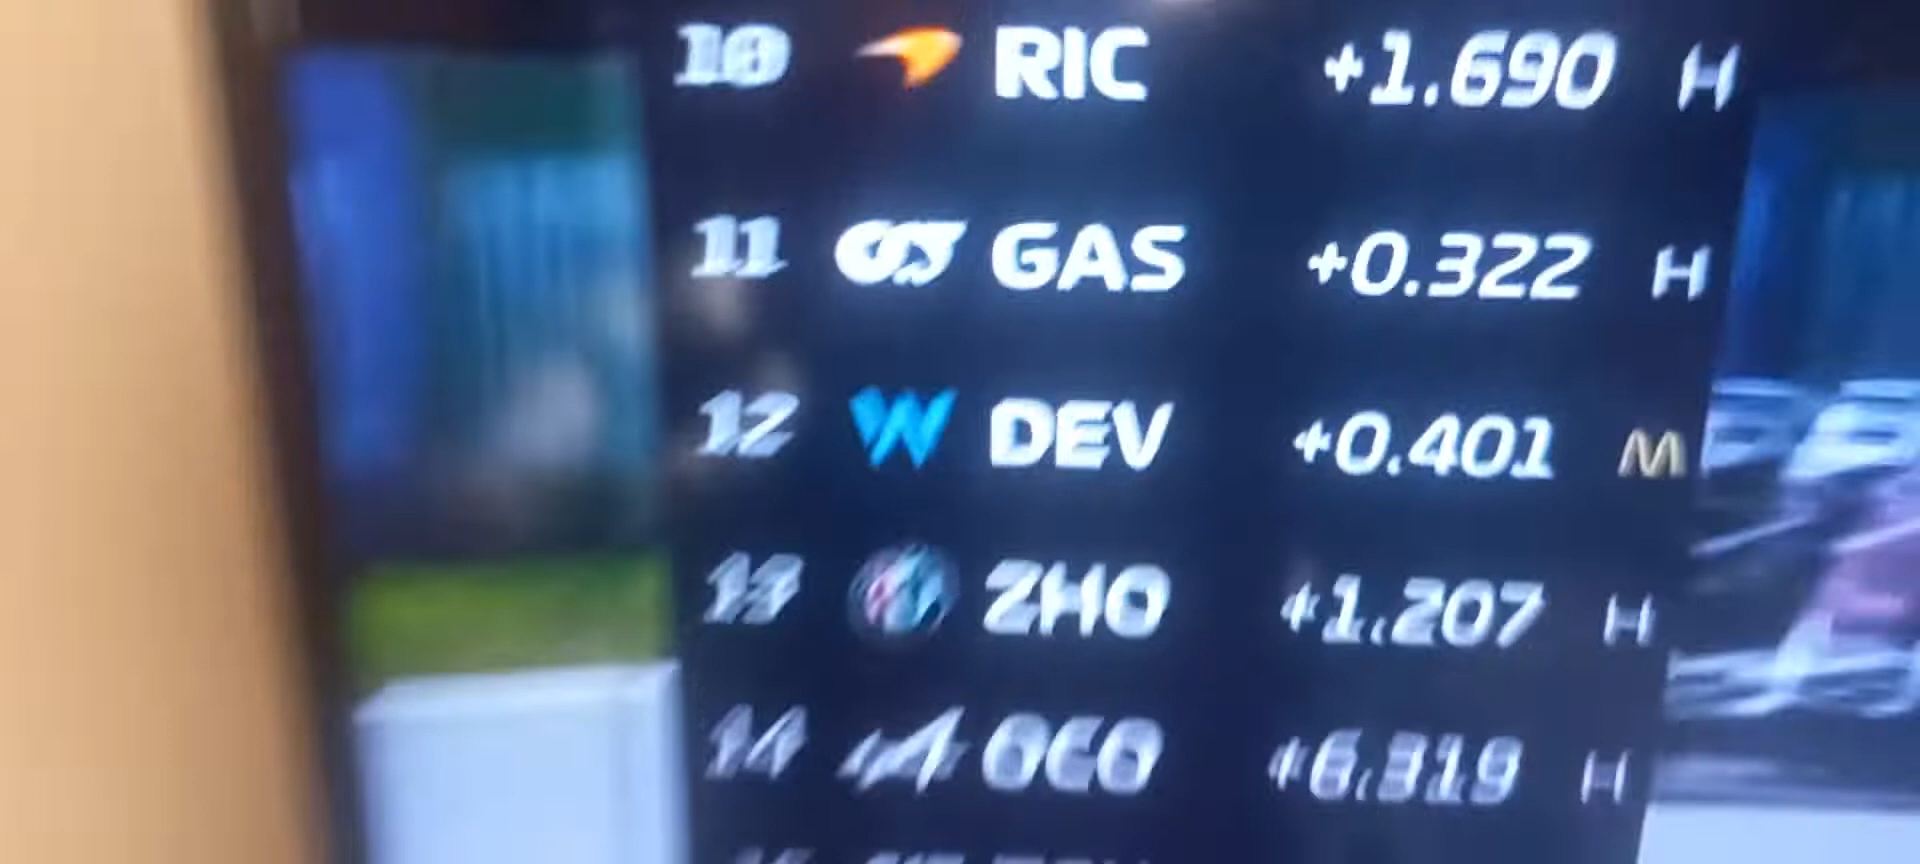 10 RIC +1.690 H
11 GAS +0.322 H
12 W DEV +0.401 M
13 ZHO +1.207 H
14 OCO +6.319 H